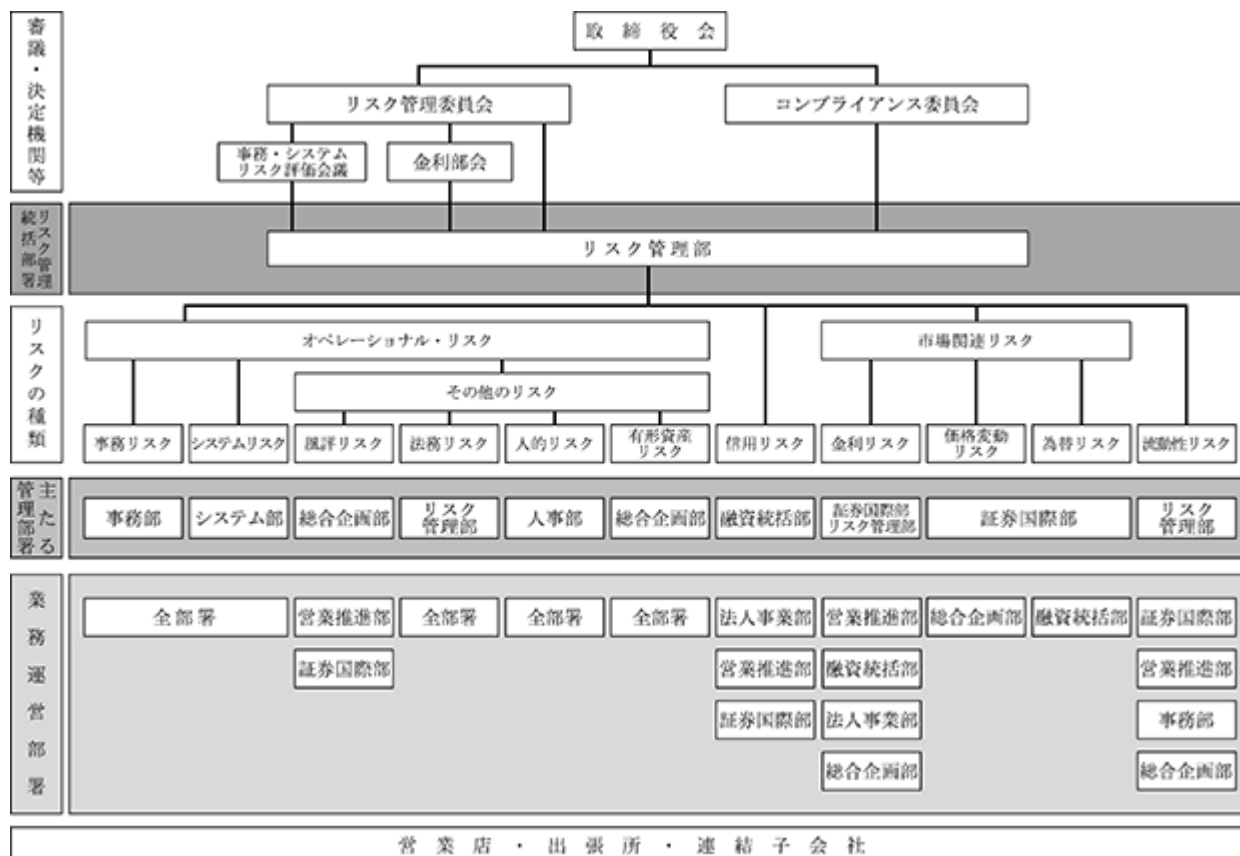 審議・決定機関等
取締役会
リスク管理委員会
コンプライアンス委員会
事務・システム
リスク評価会議
金利部会
リスク管理
統括部署
リスク管理部
リスクの種類
オペレーショナル・リスク
市場関連リスク
その他のリスク
事務リスク
システムリスク
風評リスク
法務リスク
人的リスク
有形資産
リスク
信用リスク
金利リスク
価格変動
リスク
為替リスク
流動性リスク
主たる
管理部署
事務部
システム部
総合企画部
リスク
管理部
人事部
総合企画部
融資統括部
証券国際部
リスク管理部
証券国際部
リスク
管理部
業務運営部署
全部署
営業推進部
全部署
全部署
全部署
法人事業部
営業推進部
総合企画部
融資統括部
証券国際部
証券国際部
営業推進部
融資統括部
営業推進部
証券国際部
法人事業部
事務部
総合企画部
総合企画部
営業店・出張所・連結子会社